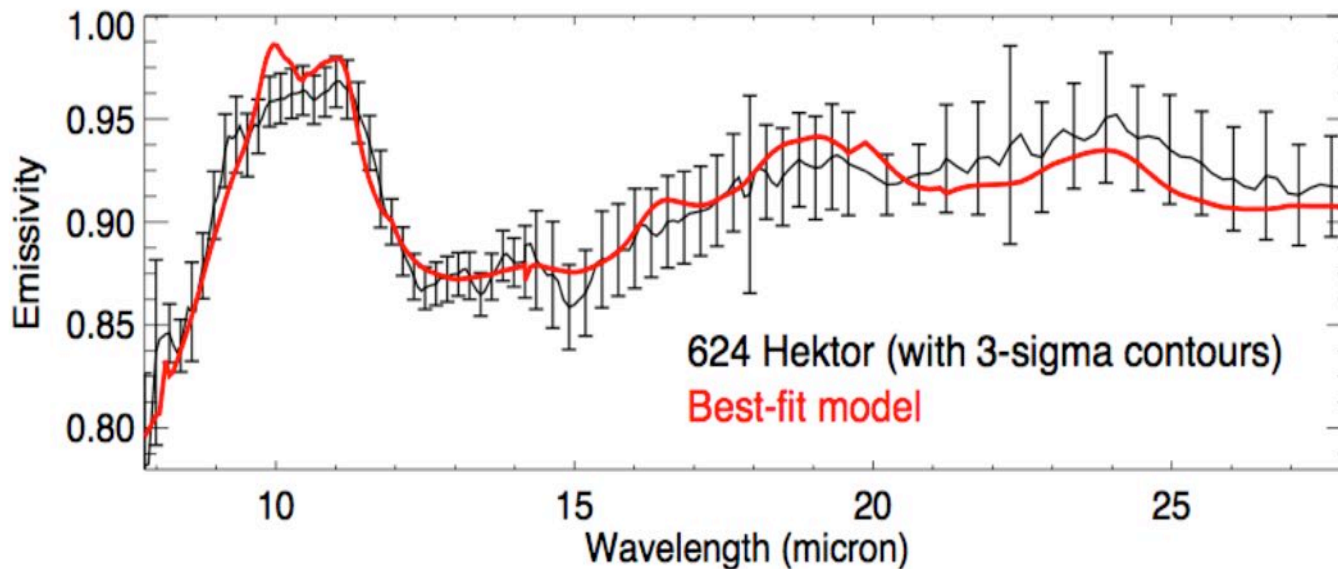 1.00
0.95
0.90
0.85
0.80
Emissivity
624 Hektor (with 3-sigma contours)
Best-fit model
10 15 20 25
Wavelength (micron)